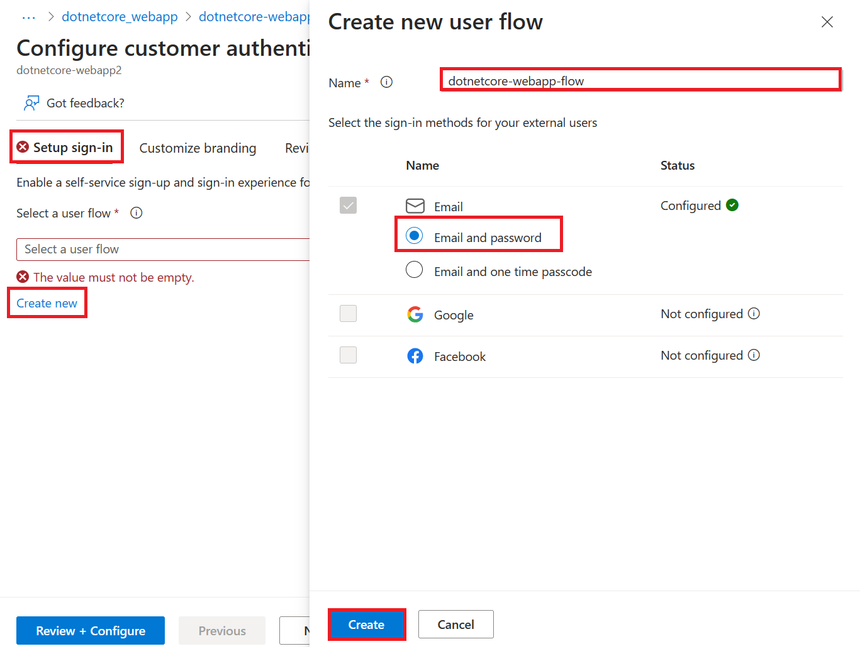 ... > dotnetcore_webapp > dotnetcore-webapp
Configure customer authenti
dotnetcore-webapp2
Got feedback?
Setup sign-in Customize branding Revi
Enable a self-service sign-up and sign-in experience fo
Select a user flow *
Select a user flow
The value must not be empty.
Create new
Review + Configure Previous N
Create new user flow
Name * dotnetcore-webapp-flow
Select the sign-in methods for your external users
Name Status
Email Configured
Email and password
Email and one time passcode
Google Not configured
Facebook Not configured
Create Cancel